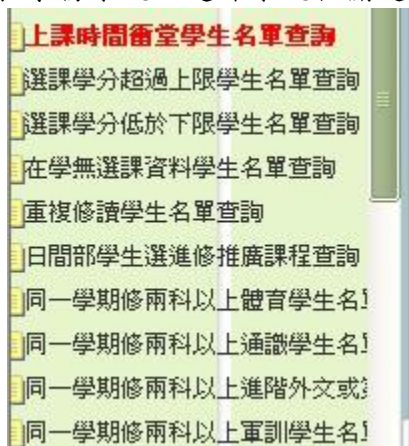 上課時間衝堂學生名單查詢
選課學分超過上限學生名單查詢
選課學分低於下限學生名單查詢
在學無選課資料學生名單查詢
重複修讀學生名單查詢
日間部學生選進修推廣課程查詢
同一學期修兩科以上體育學生名
同一學期修兩科以上通識學生名
同一學期修兩科以上進階外文或
同一學期修兩科以上軍訓學生名